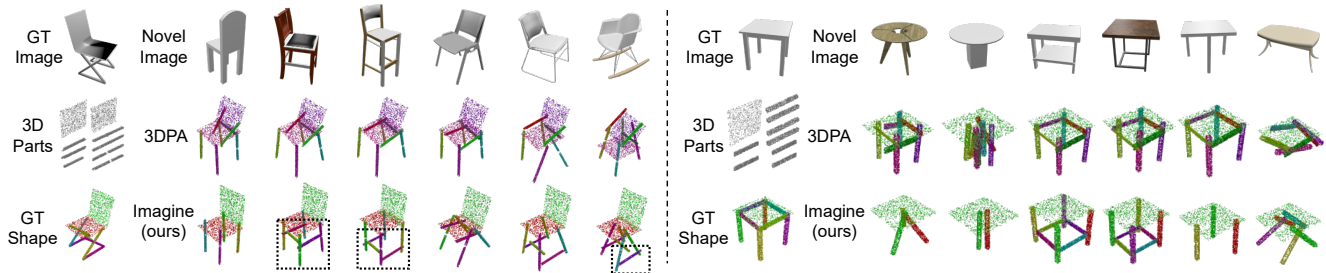 GT
Image
Novel
Image
3D
Parts
3DPA
GT
Shape
Imagine
(ours)
GT
Image
Novel
Image
3D
Parts
3DPA
GT
Shape
Imagine
(ours)